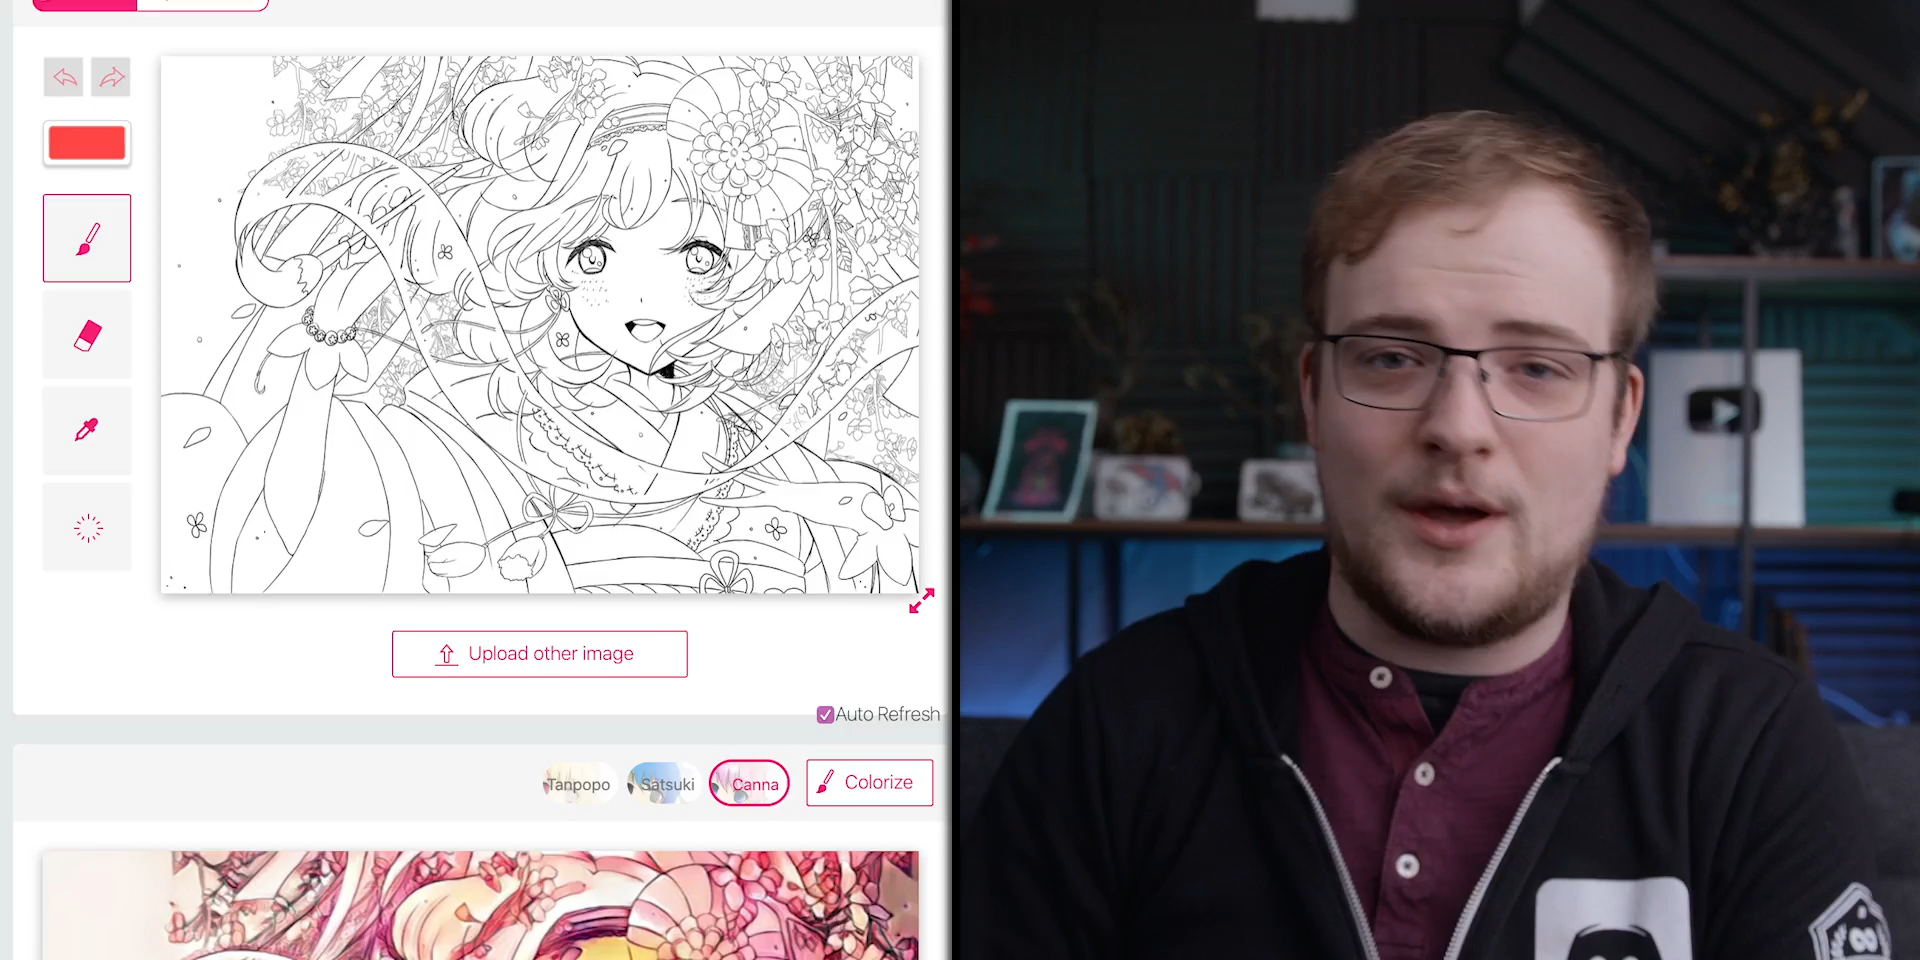 Upload other image
Auto Refresh
Tanpopo
Satsuki
Canna
Colorize